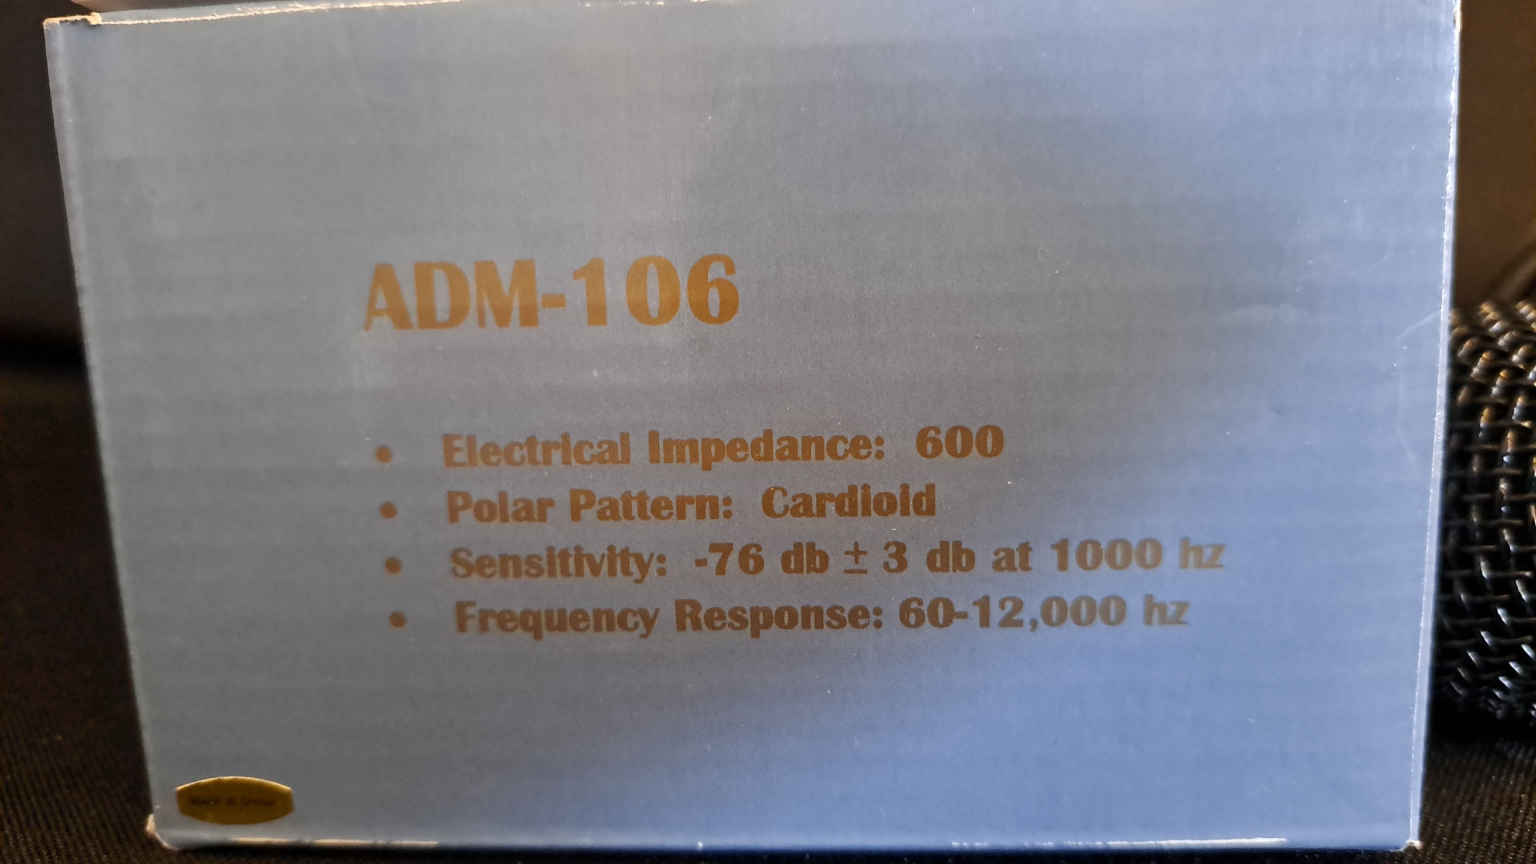 ADM-106
• Electrical Impedance: 600
• Polar Pattern: Cardioid
• Sensitivity: -76 db ± 3 db at 1000 hz
• Frequency Response: 60-12,000 hz